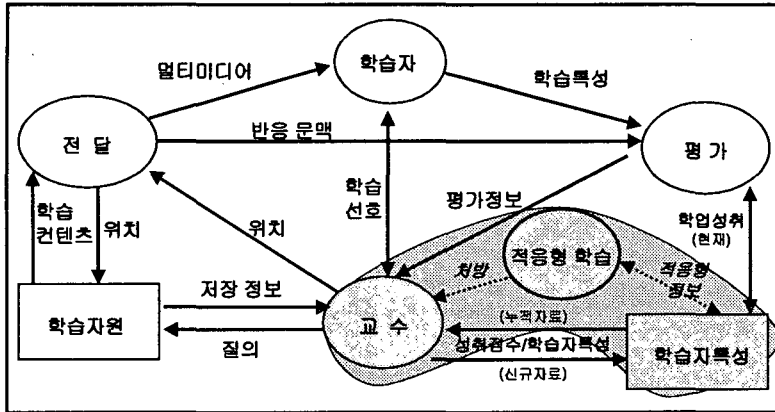 멀티미디어
학습자
학습특성
전 달
반응 문맥
평 가
학습
컨텐츠
위치
위치
학습
선호
평가정보
학업성취
(현재)
처방
적응형 학습
적응형
정보
학습자원
저장 정보
질의
교 수
(누적자료)
성취점수/학습자특성
(신규자료)
학습자특성